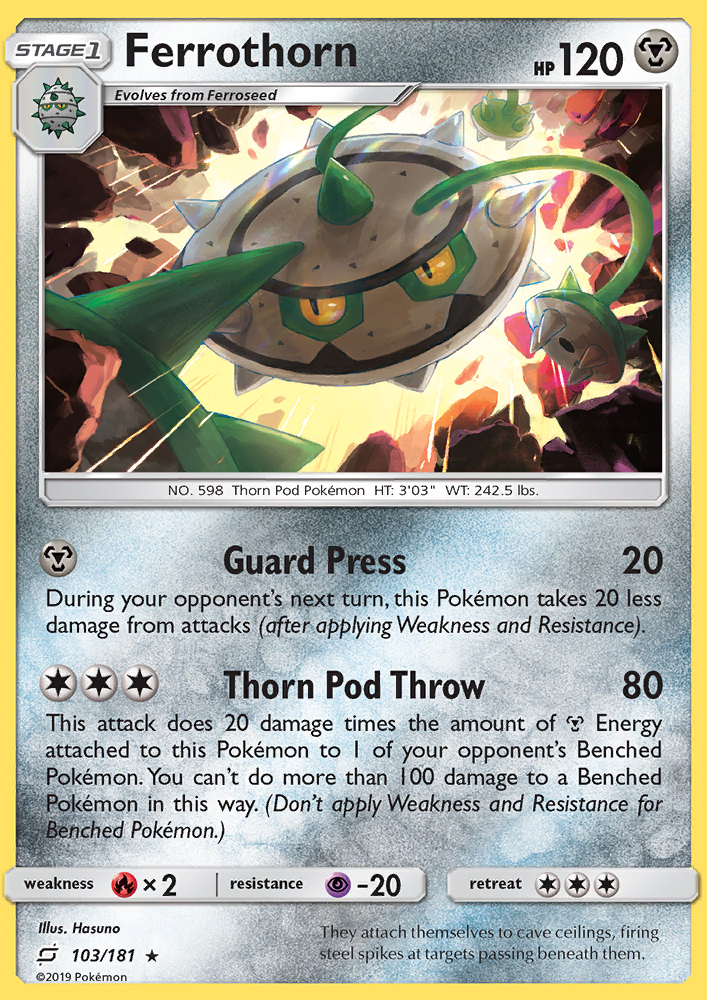 STAGE 1
Ferrothorn
HP 120
Evolves from Ferroseed
NO. 598 Thorn Pod Pokémon HT: 3'03" WT: 242.5 lbs.
Guard Press 20
During your opponent's next turn, this Pokémon takes 20 less
damage from attacks (after applying Weakness and Resistance).
Thorn Pod Throw 80
This attack does 20 damage times the amount of Energy
attached to this Pokémon to 1 of your opponent's Benched
Pokémon. You can't do more than 100 damage to a Benched
Pokémon in this way. (Don't apply Weakness and Resistance for
Benched Pokémon.)
weakness × 2 resistance -20 retreat
Illus. Hasuno
103/181 ★
©2019 Pokémon
They attach themselves to cave ceilings, firing
steel spikes at targets passing beneath them.